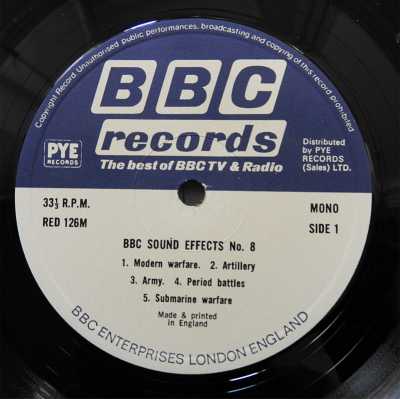 Copyright Record. Unauthorised public performances, broadcasting and copying of this record prohibited
BBC
records
The best of BBC TV & Radio
PYE
RECORDS
Distributed
by PYE
RECORDS
(Sales) LTD.
33⅓ R.P.M.
RED 126M
MONO
SIDE 1
BBC SOUND EFFECTS No. 8
1. Modern warfare. 2. Artillery
3. Army. 4. Period battles
5. Submarine warfare
Made & printed
in England
BBC ENTERPRISES LONDON ENGLAND